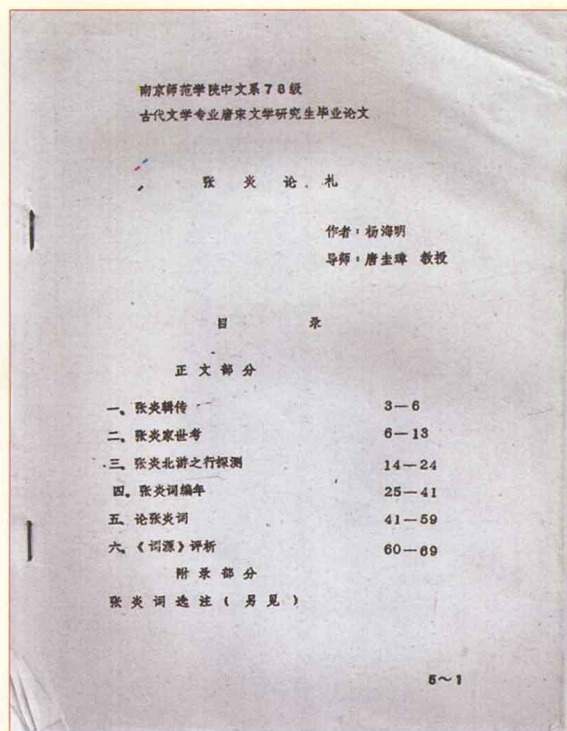 南京师范学院中文系78级
古代文学专业唐宋文学研究生毕业论文
张炎论札
作者：杨海明
导师：唐圭璋 教授
目 录
正文部分
一、张炎辑传 3—6
二、张炎家世考 6—13
三、张炎北游之行探测 14—24
四、张炎词编年 25—41
五、论张炎词 41—59
六、《词源》评析 60—69
附录部分
张炎词选注（另见）
5~1